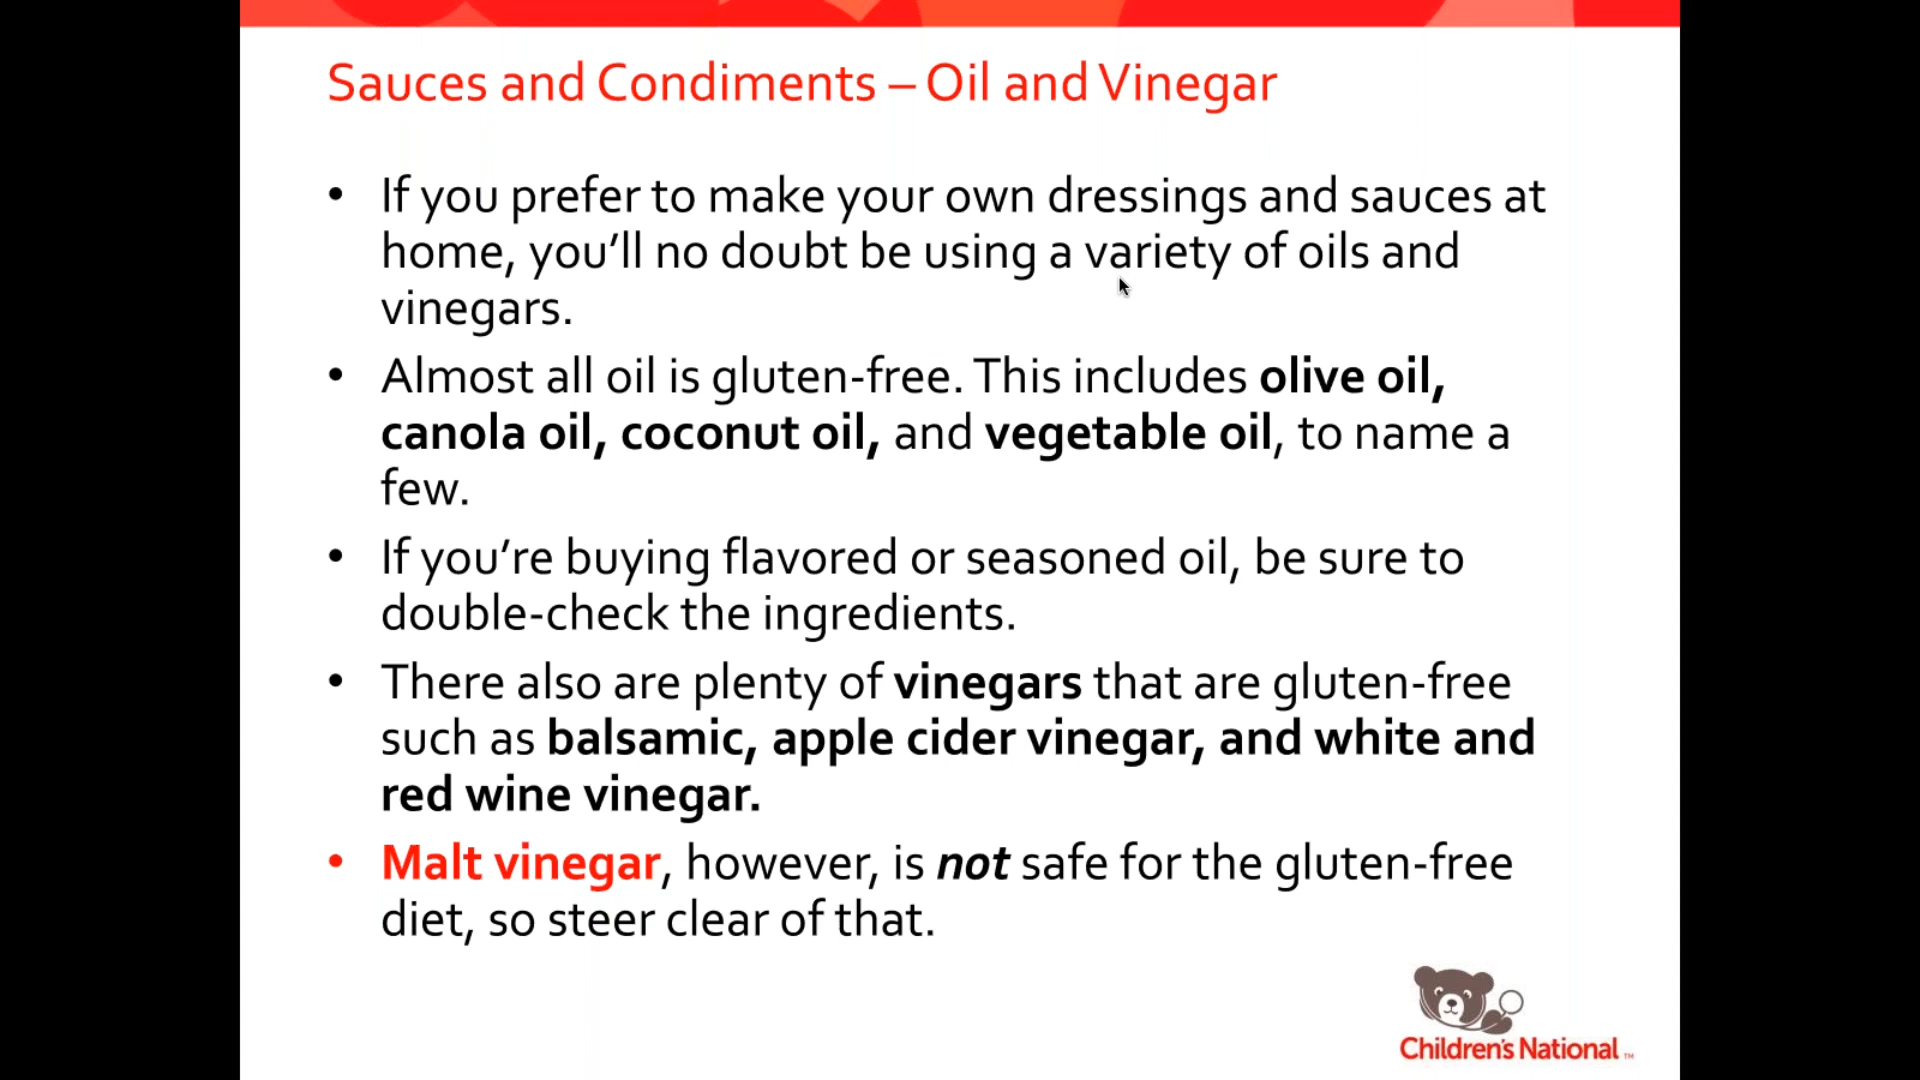 Sauces and Condiments – Oil and Vinegar
• If you prefer to make your own dressings and sauces at
home, you’ll no doubt be using a variety of oils and
vinegars.
• Almost all oil is gluten-free. This includes olive oil,
canola oil, coconut oil, and vegetable oil, to name a
few.
• If you’re buying flavored or seasoned oil, be sure to
double-check the ingredients.
• There also are plenty of vinegars that are gluten-free
such as balsamic, apple cider vinegar, and white and
red wine vinegar.
• Malt vinegar, however, is not safe for the gluten-free
diet, so steer clear of that.
Children's National ™